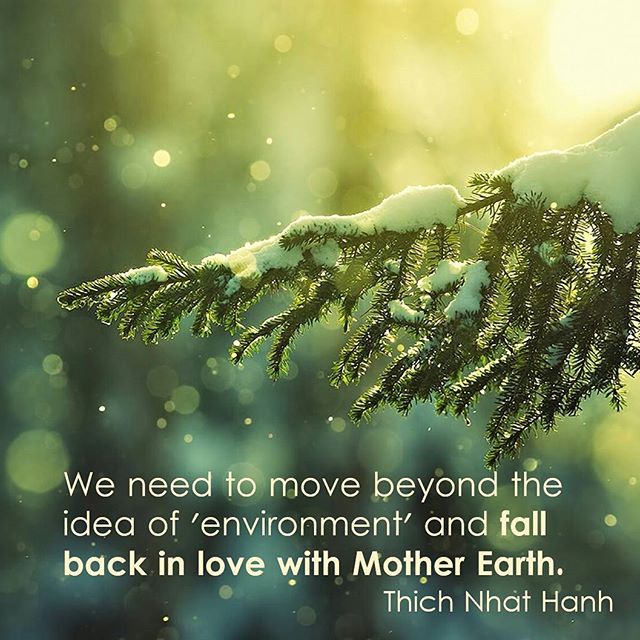 We need to move beyond the
idea of 'environment' and fall
back in love with Mother Earth.
Thich Nhat Hanh